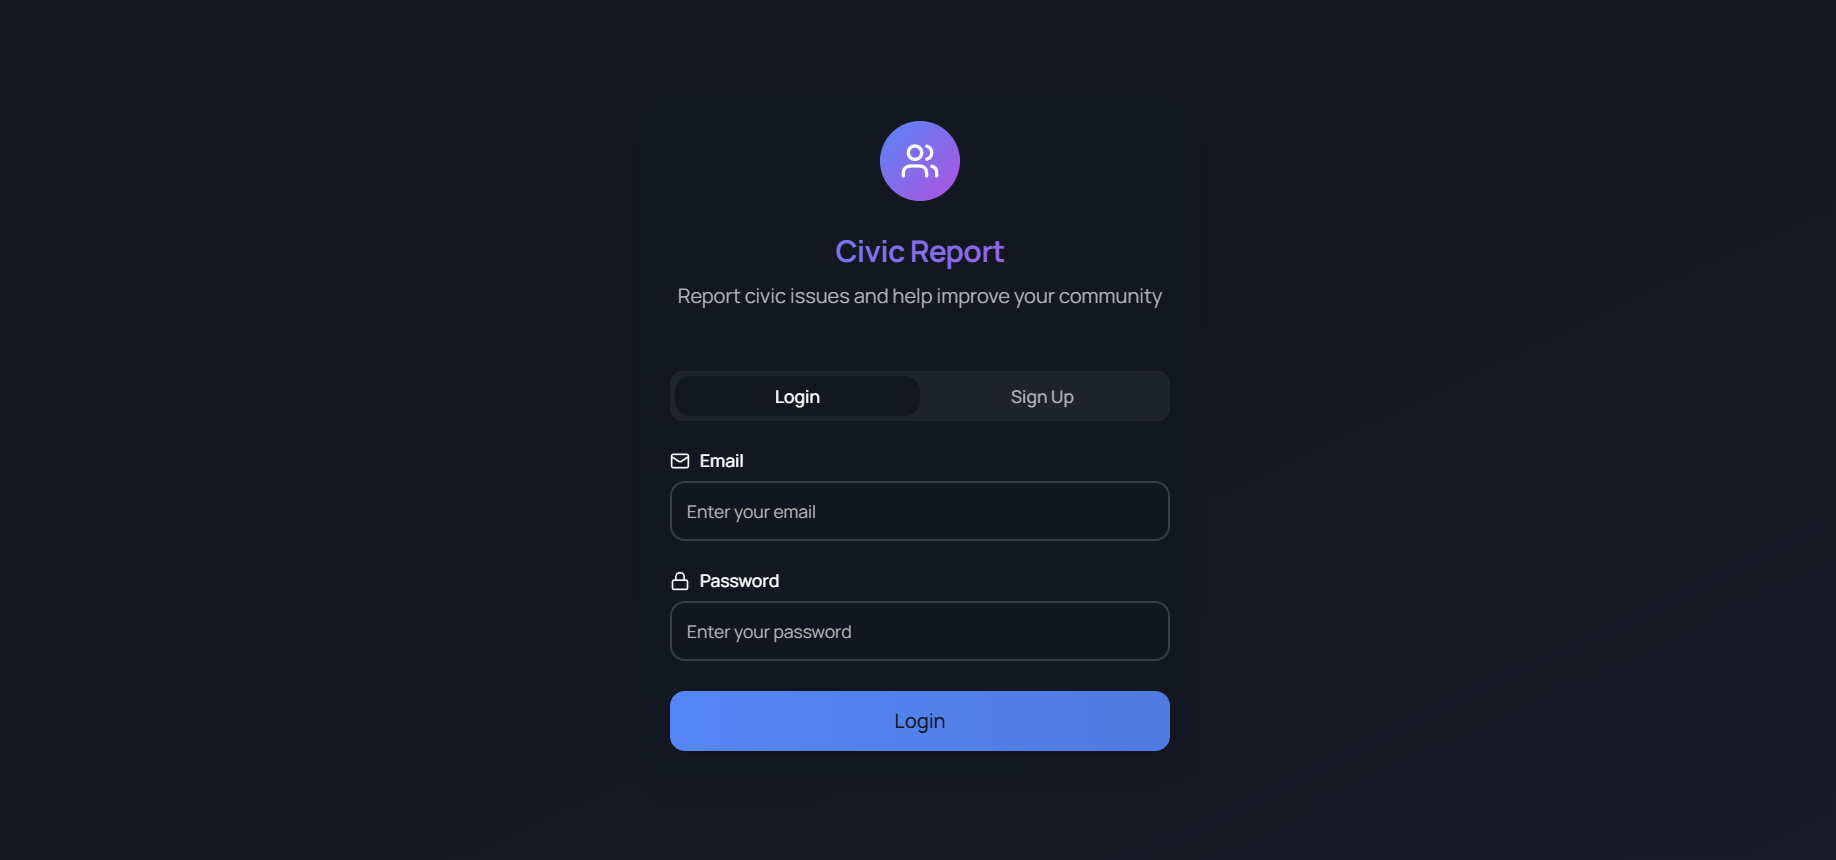 Civic Report
Report civic issues and help improve your community
Login
Sign Up
Email
Enter your email
Password
Enter your password
Login